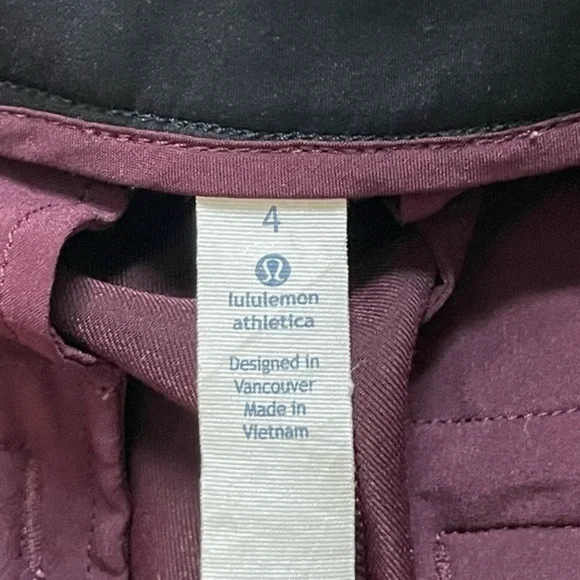 4
lululemon
athletica
Designed in
Vancouver
Made in
Vietnam